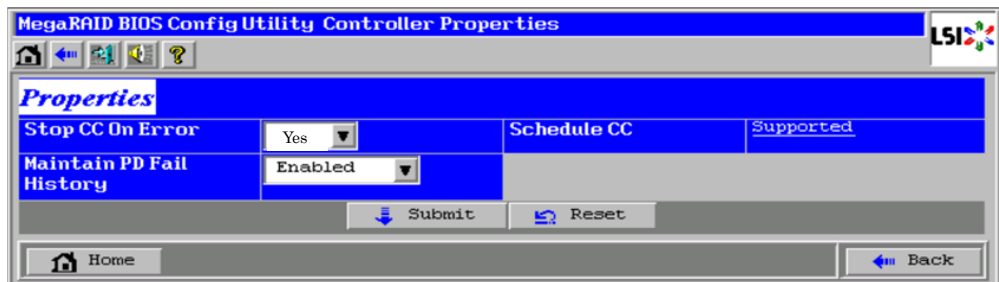 MegaRAID BIOS Config Utility Controller Properties
LSI
Properties
Stop CC On Error
Yes
Schedule CC
Supported
Maintain PD Fail
History
Enabled
Submit
Reset
Home
Back